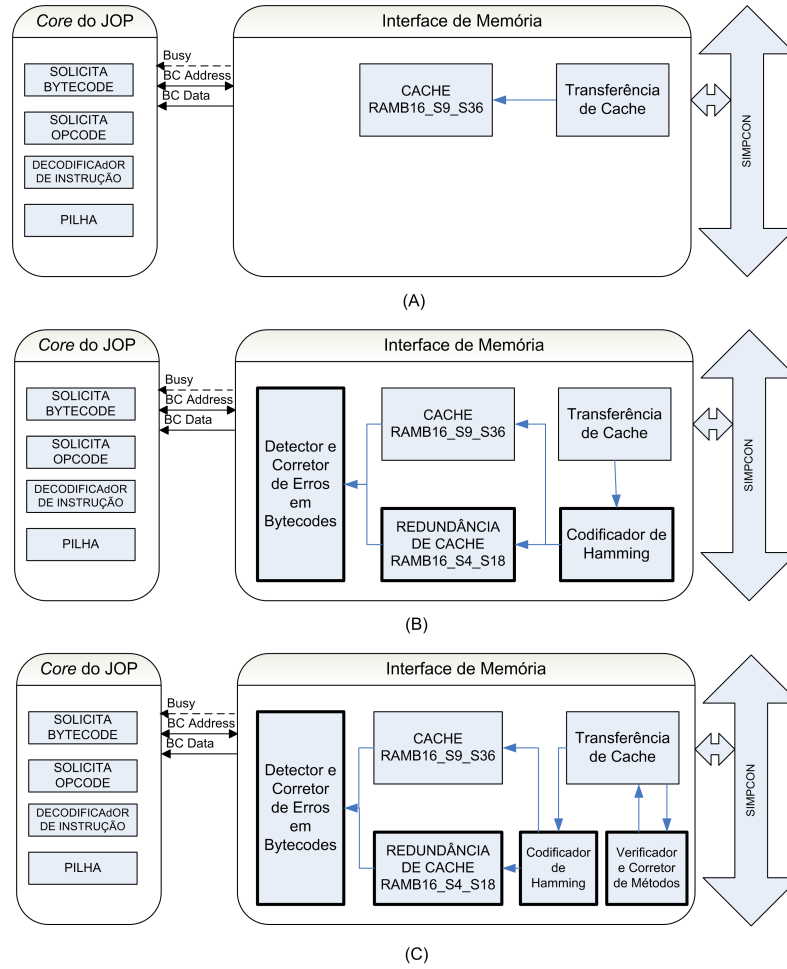 Core do JOP
Interface de Memória
Busy
BC Address
BC Data
SOLICITA
BYTECODE
SOLICITA
OPCODE
DECODIFICAdOR
DE INSTRUÇÃO
PILHA
CACHE
RAMB16_S9_S36
Transferência
de Cache
SIMPCON
(A)
Core do JOP
Interface de Memória
Busy
BC Address
BC Data
SOLICITA
BYTECODE
SOLICITA
OPCODE
DECODIFICAdOR
DE INSTRUÇÃO
PILHA
Detector e
Corretor
de Erros
em
Bytecodes
CACHE
RAMB16_S9_S36
REDUNDÂNCIA
DE CACHE
RAMB16_S4_S18
Transferência
de Cache
Codificador de
Hamming
SIMPCON
(B)
Core do JOP
Interface de Memória
Busy
BC Address
BC Data
SOLICITA
BYTECODE
SOLICITA
OPCODE
DECODIFICAdOR
DE INSTRUÇÃO
PILHA
Detector e
Corretor
de Erros
em
Bytecodes
CACHE
RAMB16_S9_S36
REDUNDÂNCIA
DE CACHE
RAMB16_S4_S18
Transferência
de Cache
Codificador
de
Hamming
Verificador
e Corretor
de Métodos
SIMPCON
(C)